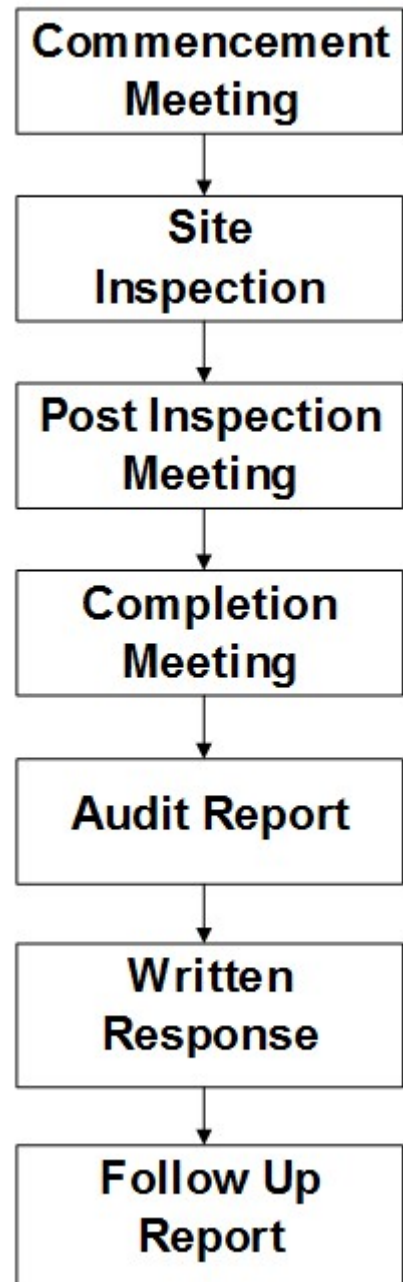 Commencement
Meeting
Site
Inspection
Post Inspection
Meeting
Completion
Meeting
Audit Report
Written
Response
Follow Up
Report